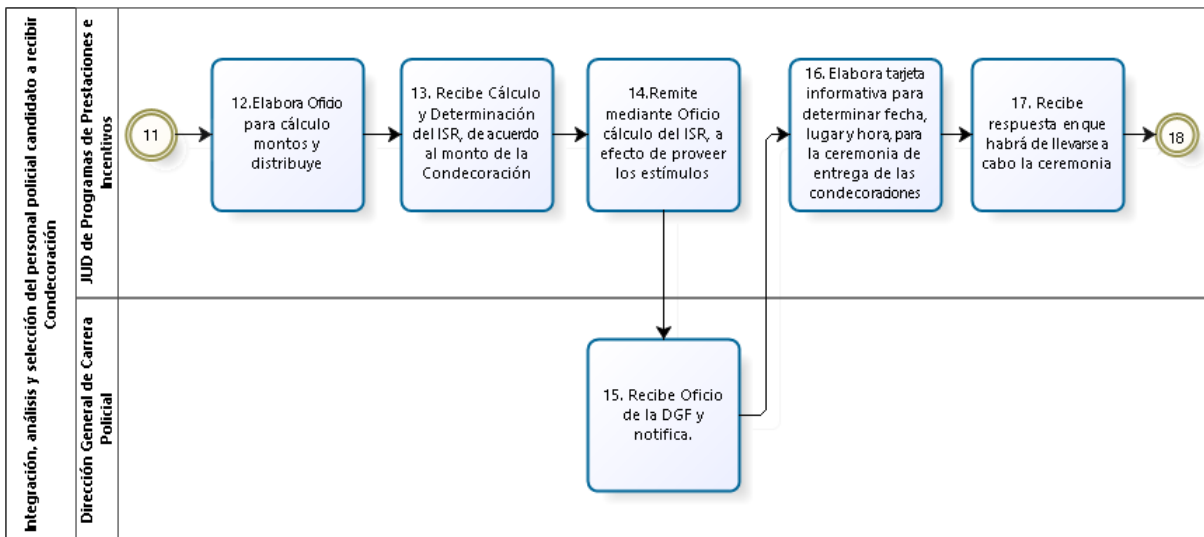 Integración, análisis y selección del personal policial candidato a recibir
Condecoración
JUD de Programas de Prestaciones e
Incentivos
11
12.Elabora Oficio
para cálculo
montos y
distribuye
13. Recibe Cálculo
y Determinación
del ISR, de acuerdo
al monto de la
Condecoración
14.Remite
mediante Oficio
cálculo del ISR, a
efecto de proveer
los estímulos
16. Elabora tarjeta
informativa para
determinar fecha,
lugar y hora, para
la ceremonia de
entrega de las
condecoraciones
17. Recibe
respuesta en que
habrá de llevarse a
cabo la ceremonia
18
Dirección General de Carrera
Policial
15. Recibe Oficio
de la DGF y
notifica.